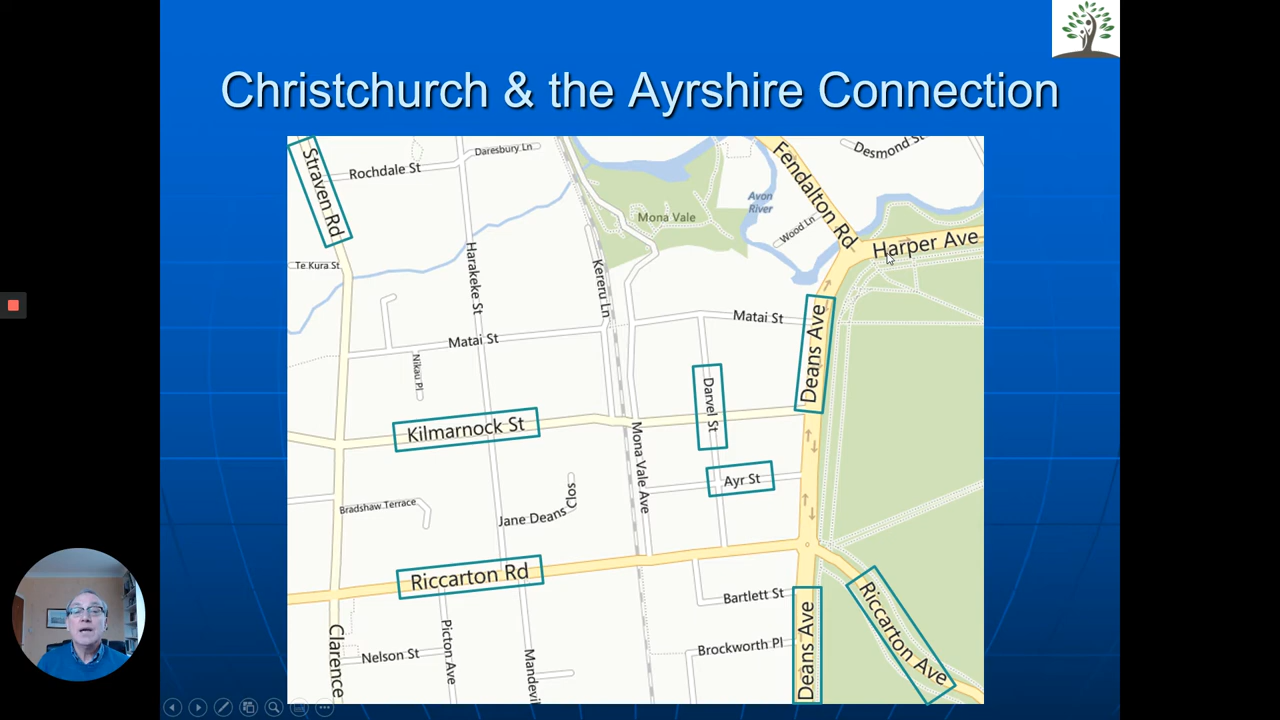 Christchurch & the Ayrshire Connection
Straven Rd
Rochdale St
Daresbury Ln
Fendalton Rd
Desmond St
Avon
River
Mona Vale
Wood Ln
Harper Ave
Te Kura St
Harakeke St
Kereru Ln
Matai St
Matai St
Deans Ave
Nikau Pl
Darvel St
Kilmarnock St
Mona Vale Ave
Ayr St
Bradshaw Terrace
Jane Deans Clos
Riccarton Rd
Bartlett St
Riccarton Ave
Deans Ave
Brockworth Pl
Clarence
Nelson St
Picton Ave
Mandevil